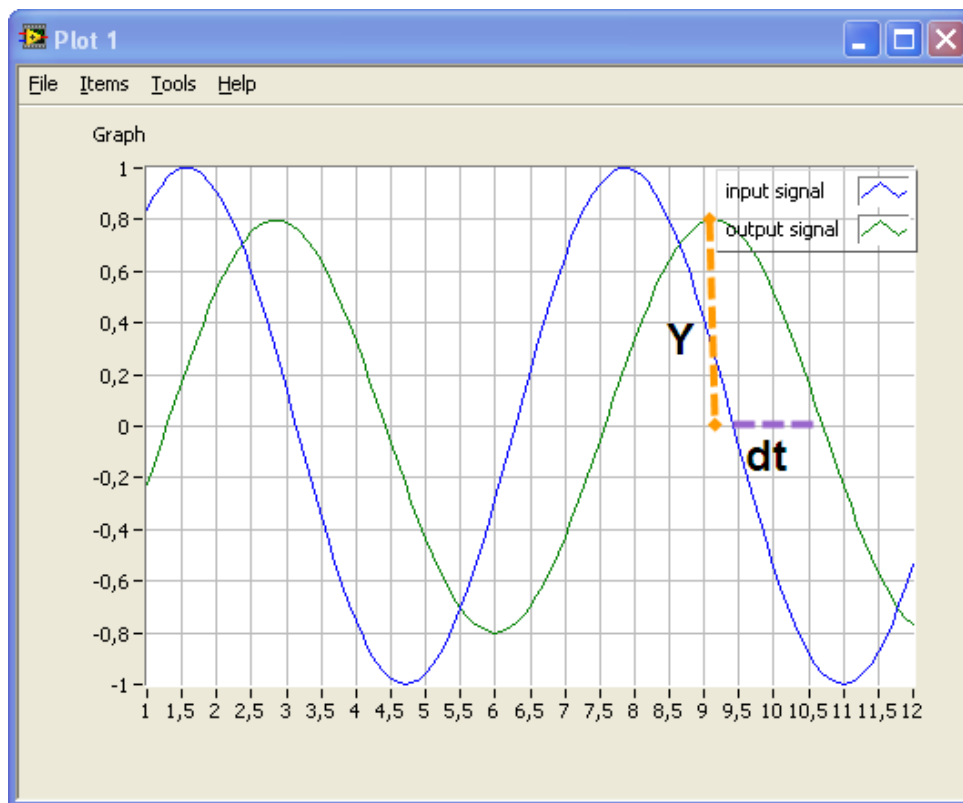 Plot 1
File Items Tools Help
Graph
input signal
output signal
1
0,8
0,6
0,4
0,2
0
-0,2
-0,4
-0,6
-0,8
-1
Y
dt
1 1,5 2 2,5 3 3,5 4 4,5 5 5,5 6 6,5 7 7,5 8 8,5 9 9,5 10 10,5 11 11,5 12